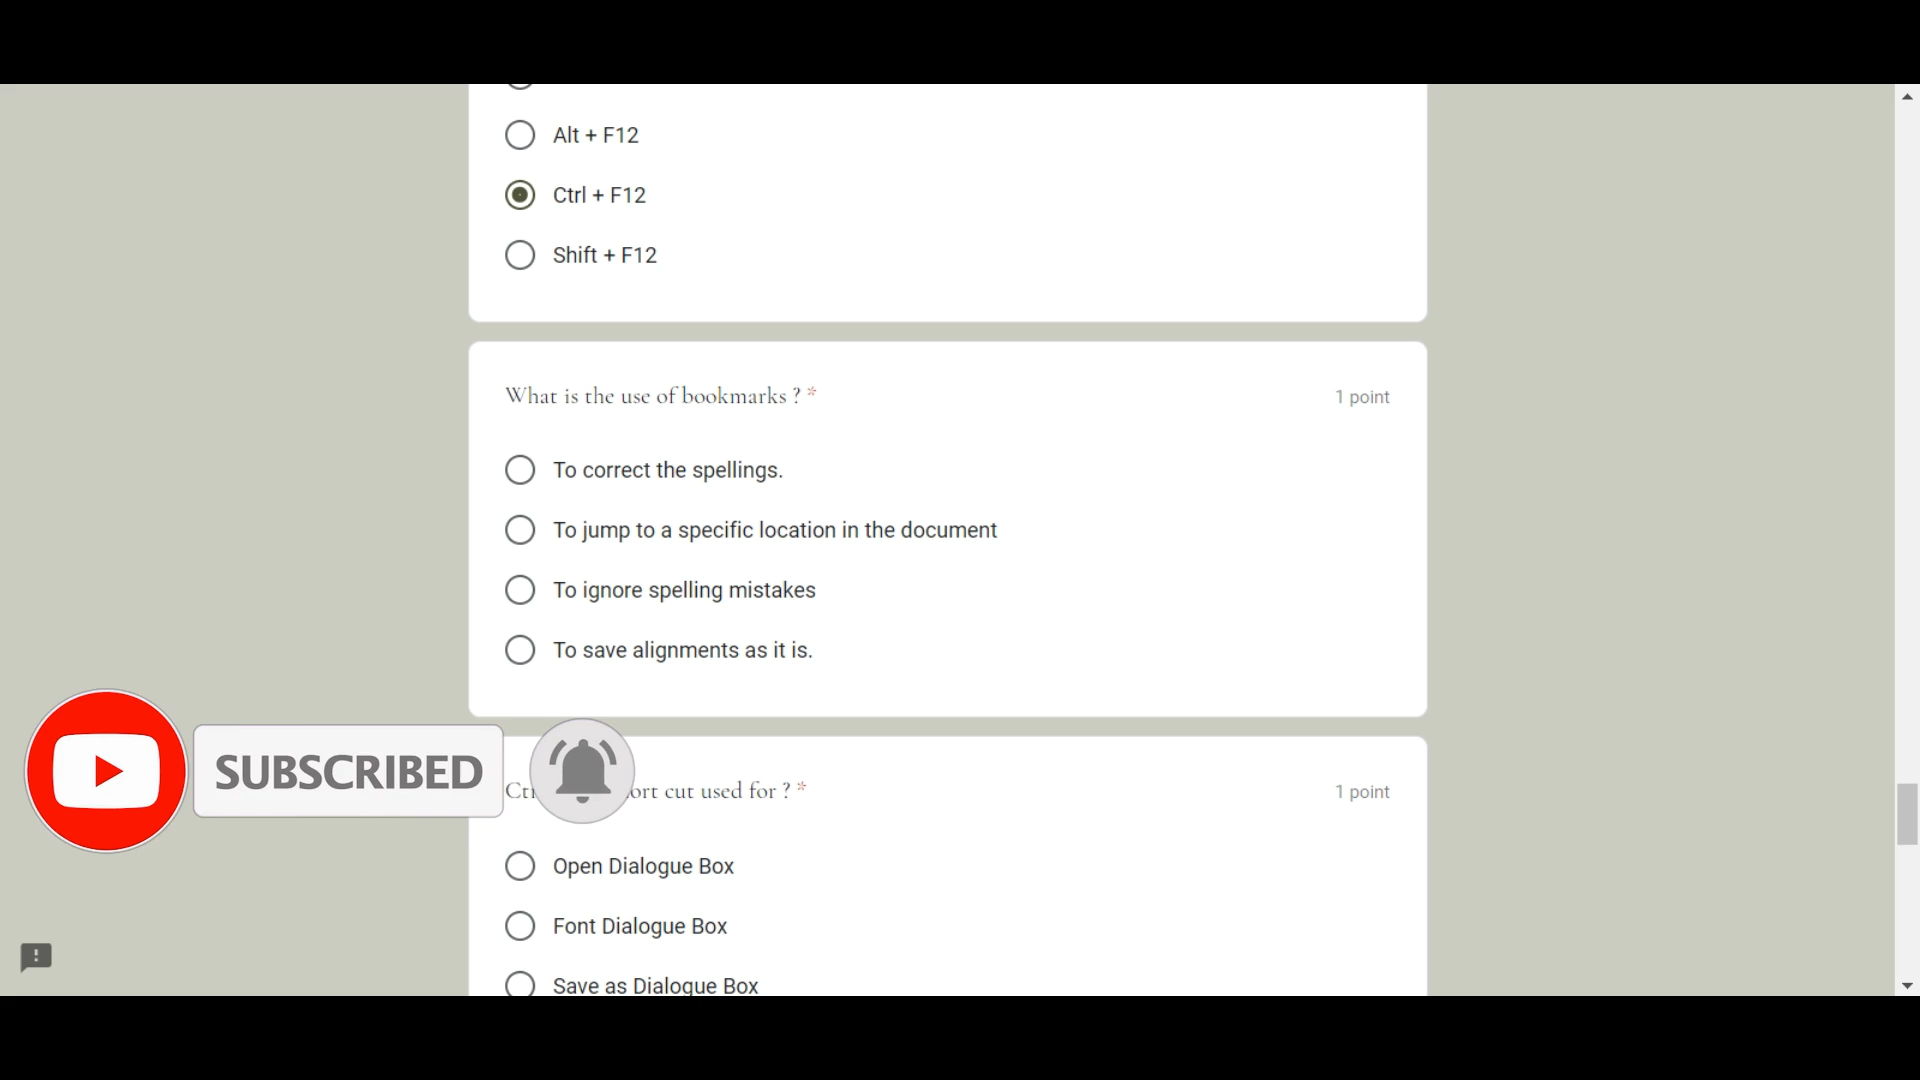 Alt + F12
Ctrl + F12
Shift + F12
What is the use of bookmarks ? *
1 point
To correct the spellings.
To jump to a specific location in the document
To ignore spelling mistakes
To save alignments as it is.
SUBSCRIBED
cut used for ? *
1 point
Open Dialogue Box
Font Dialogue Box
Save as Dialogue Box